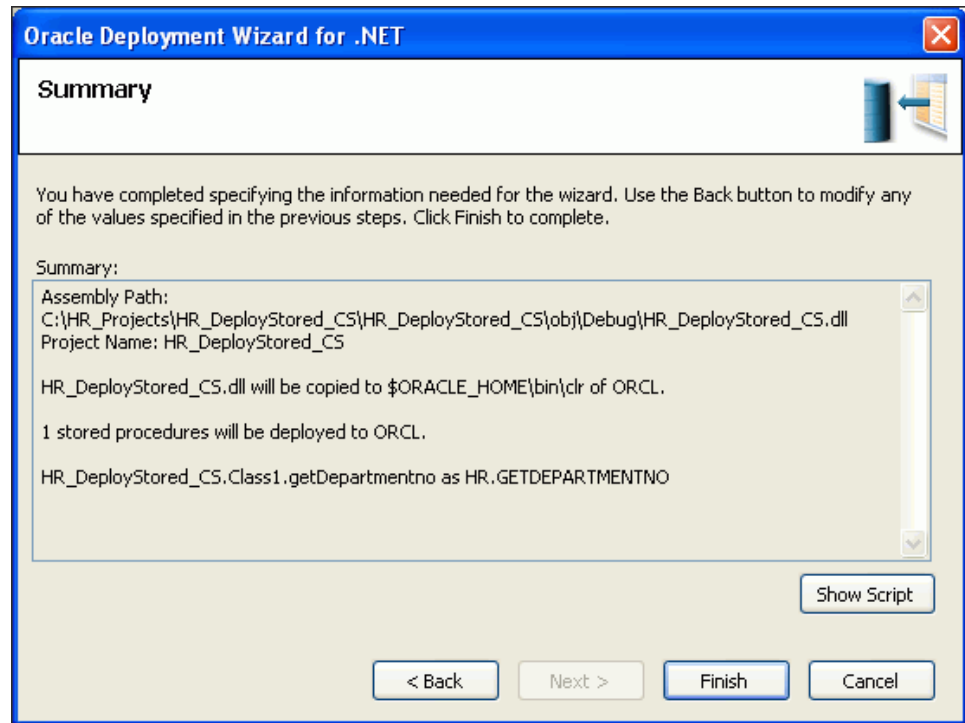 Oracle Deployment Wizard for .NET
Summary
You have completed specifying the information needed for the wizard. Use the Back button to modify any
of the values specified in the previous steps. Click Finish to complete.
Summary:
Assembly Path:
C:\HR_Projects\HR_DeployStored_CS\HR_DeployStored_CS\obj\Debug\HR_DeployStored_CS.dll
Project Name: HR_DeployStored_CS
HR_DeployStored_CS.dll will be copied to $ORACLE_HOME\bin\clr of ORCL.
1 stored procedures will be deployed to ORCL.
HR_DeployStored_CS.Class1.getDepartmentno as HR.GETDEPARTMENTNO
Show Script
< Back
Next >
Finish
Cancel